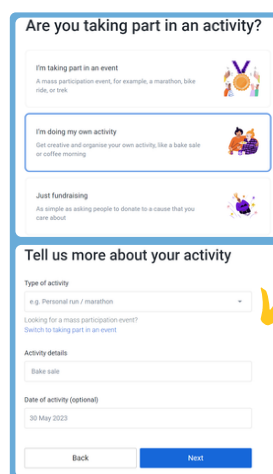 Are you taking part in an activity?
I'm taking part in an event
A mass participation event, for example, a marathon, bike
ride, or trek
I'm doing my own activity
Get creative and organise your own activity, like a bake sale
or coffee morning
Just fundraising
As simple as asking people to donate to a cause that you
care about
Tell us more about your activity
Type of activity
e.g. Personal run / marathon
Looking for a mass participation event?
Switch to taking part in an event
Activity details
Bake sale
Date of activity (optional)
30 May 2023
Back
Next